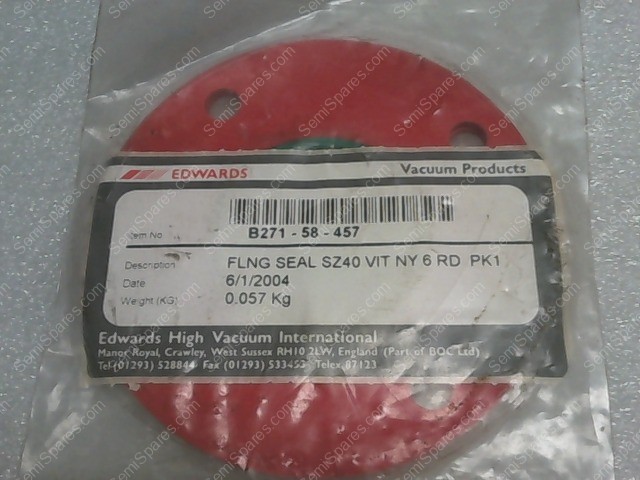 EDWARDS Vacuum Products
Item No B271 - 58 - 457
Description FLNG SEAL SZ40 VIT NY 6 RD PK1
Date 6/1/2004
Weight (KG) 0.057 Kg
Edwards High Vacuum International
Manor Royal, Crawley, West Sussex RH10 2LW, England (Part of BOC Ltd)
Tel (01293) 528844 Fax (01293) 533453 Telex 87123
SemiSpares.com